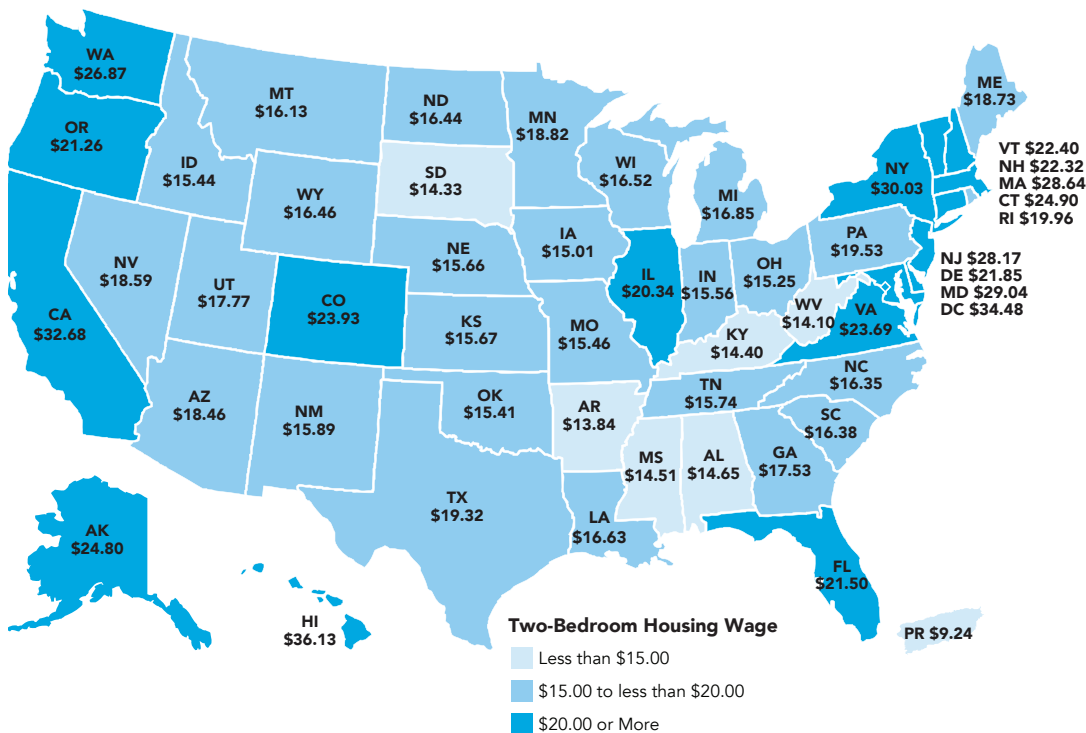 WA
$26.87
OR
$21.26
CA
$32.68
MT
$16.13
ID
$15.44
WY
$16.46
NV
$18.59
UT
$17.77
CO
$23.93
AZ
$18.46
NM
$15.89
ND
$16.44
SD
$14.33
NE
$15.66
KS
$15.67
OK
$15.41
TX
$19.32
MN
$18.82
IA
$15.01
MO
$15.46
AR
$13.84
LA
$16.63
WI
$16.52
IL
$20.34
MI
$16.85
IN
$15.56
OH
$15.25
KY
$14.40
WV
$14.10
TN
$15.74
MS
$14.51
AL
$14.65
GA
$17.53
FL
$21.50
SC
$16.38
NC
$16.35
VA
$23.69
PA
$19.53
NY
$30.03
ME
$18.73
VT $22.40
NH $22.32
MA $28.64
CT $24.90
RI $19.96
NJ $28.17
DE $21.85
MD $29.04
DC $34.48
AK
$24.80
HI
$36.13
PR $9.24
Two-Bedroom Housing Wage
Less than $15.00
$15.00 to less than $20.00
$20.00 or More